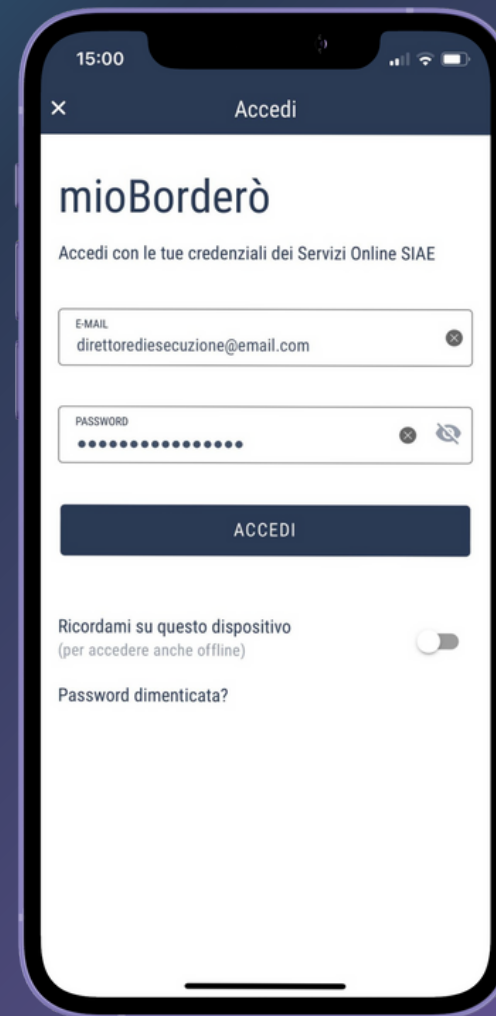 15:00
Accedi
mioBorderò
Accedi con le tue credenziali dei Servizi Online SIAE
E-MAIL
direttorediesecuzione@email.com
PASSWORD
ACCEDI
Ricordami su questo dispositivo
(per accedere anche offline)
Password dimenticata?